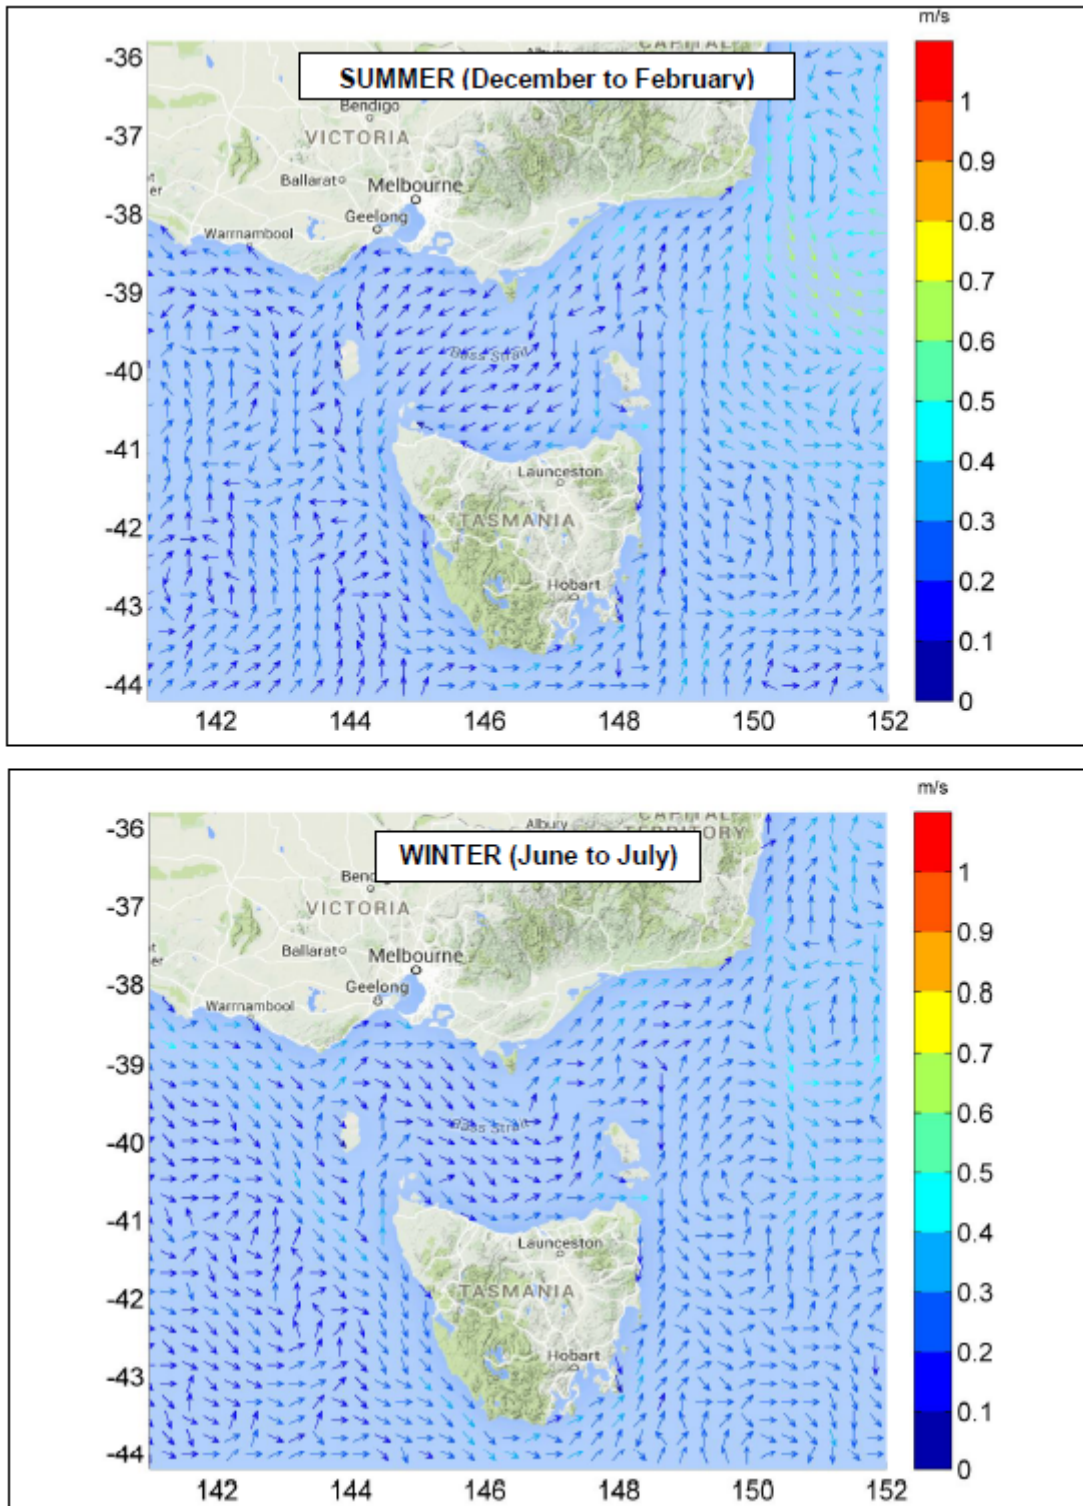 m/s
SUMMER (December to February)
CAPITAL
Bendigo
VICTORIA
Ballarat
Melbourne
Geelong
Warrnambool
Bass Strait
Launceston
TASMANIA
Hobart
-36
-37
-38
-39
-40
-41
-42
-43
-44
142
144
146
148
150
152
1
0.9
0.8
0.7
0.6
0.5
0.4
0.3
0.2
0.1
0
m/s
Albury
CAPITAL
TERRITORY
WINTER (June to July)
VICTORIA
Ballarat
Melbourne
Geelong
Warrnambool
Bass Strait
Launceston
TASMANIA
Hobart
-36
-37
-38
-39
-40
-41
-42
-43
-44
142
144
146
148
150
152
1
0.9
0.8
0.7
0.6
0.5
0.4
0.3
0.2
0.1
0